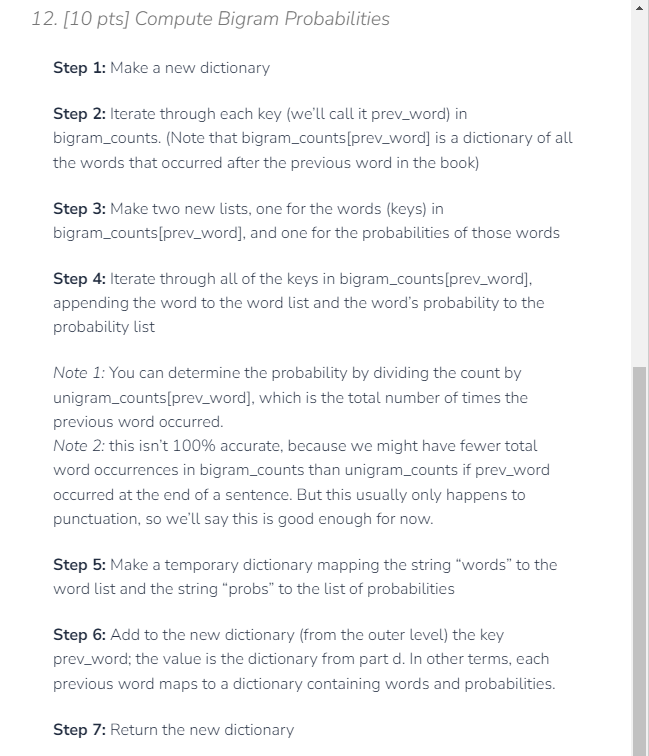 12. [10 pts] Compute Bigram Probabilities
Step 1: Make a new dictionary
Step 2: Iterate through each key (we'll call it prev_word) in
bigram_counts. (Note that bigram_counts[prev_word] is a dictionary of all
the words that occurred after the previous word in the book)
Step 3: Make two new lists, one for the words (keys) in
bigram_counts[prev_word], and one for the probabilities of those words
Step 4: Iterate through all of the keys in bigram_counts[prev_word],
appending the word to the word list and the word's probability to the
probability list
Note 1: You can determine the probability by dividing the count by
unigram_counts[prev_word], which is the total number of times the
previous word occurred.
Note 2: this isn't 100% accurate, because we might have fewer total
word occurrences in bigram_counts than unigram_counts if prev_word
occurred at the end of a sentence. But this usually only happens to
punctuation, so we'll say this is good enough for now.
Step 5: Make a temporary dictionary mapping the string “words” to the
word list and the string “probs” to the list of probabilities
Step 6: Add to the new dictionary (from the outer level) the key
prev_word; the value is the dictionary from part d. In other terms, each
previous word maps to a dictionary containing words and probabilities.
Step 7: Return the new dictionary